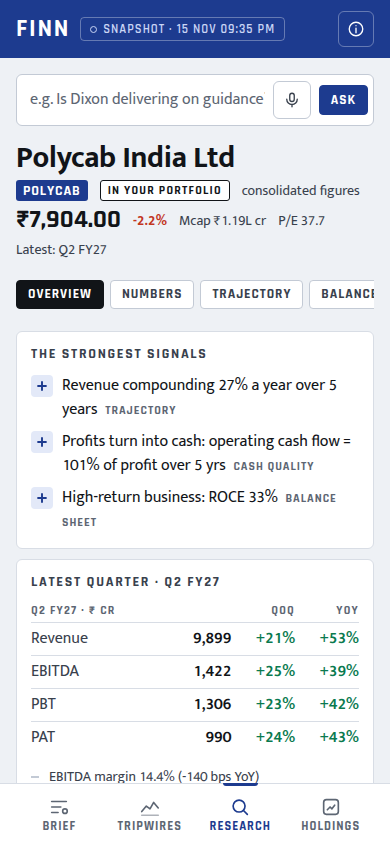 FINN SNAPSHOT · 15 NOV 09:35 PM
e.g. Is Dixon delivering on guidance ASK
Polycab India Ltd
POLYCAB IN YOUR PORTFOLIO consolidated figures
₹7,904.00 -2.2% Mcap ₹1.19L cr P/E 37.7
Latest: Q2 FY27
OVERVIEW NUMBERS TRAJECTORY BALANCE
THE STRONGEST SIGNALS
Revenue compounding 27% a year over 5
years TRAJECTORY
Profits turn into cash: operating cash flow =
101% of profit over 5 yrs CASH QUALITY
High-return business: ROCE 33% BALANCE
SHEET
LATEST QUARTER · Q2 FY27
Q2 FY27 · ₹ CR QOQ YOY
Revenue 9,899 +21% +53%
EBITDA 1,422 +25% +39%
PBT 1,306 +23% +42%
PAT 990 +24% +43%
— EBITDA margin 14.4% (-140 bps YoY)
BRIEF TRIPWIRES RESEARCH HOLDINGS